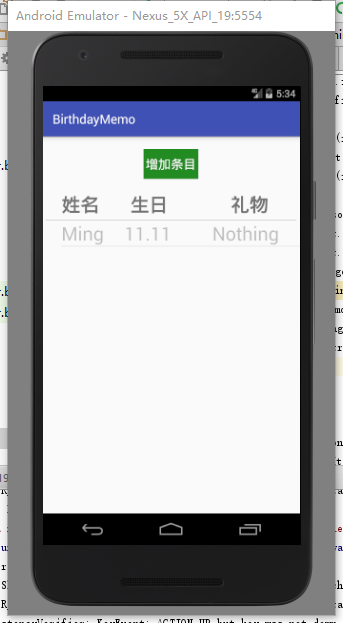 Android Emulator - Nexus_5X_API_19:5554
5:34
BirthdayMemo
增加条目
姓名 生日 礼物
Ming 11.11 Nothing